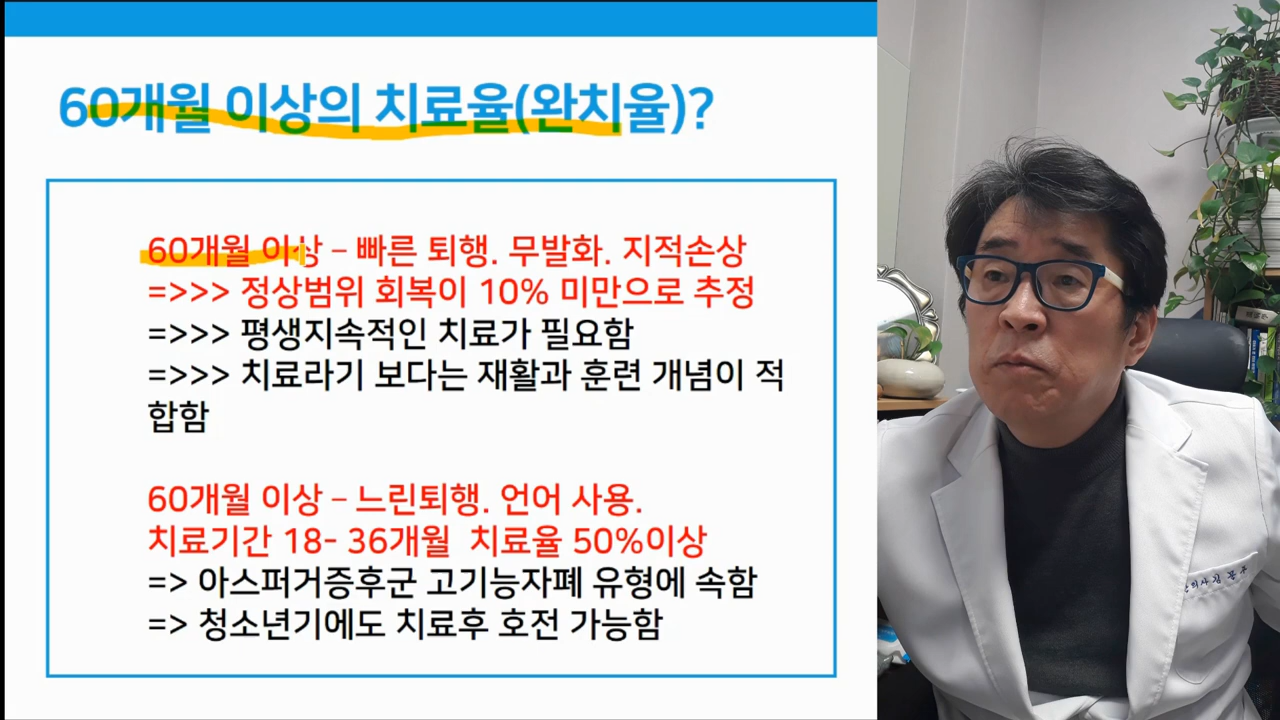 60개월 이상의 치료율(완치율)?
60개월 이상 – 빠른 퇴행. 무발화. 지적손상
=>>> 정상범위 회복이 10% 미만으로 추정
=>>> 평생지속적인 치료가 필요함
=>>> 치료라기 보다는 재활과 훈련 개념이 적
합함
60개월 이상 – 느린퇴행. 언어 사용.
치료기간 18- 36개월 치료율 50%이상
=> 아스퍼거증후군 고기능자폐 유형에 속함
=> 청소년기에도 치료후 호전 가능함